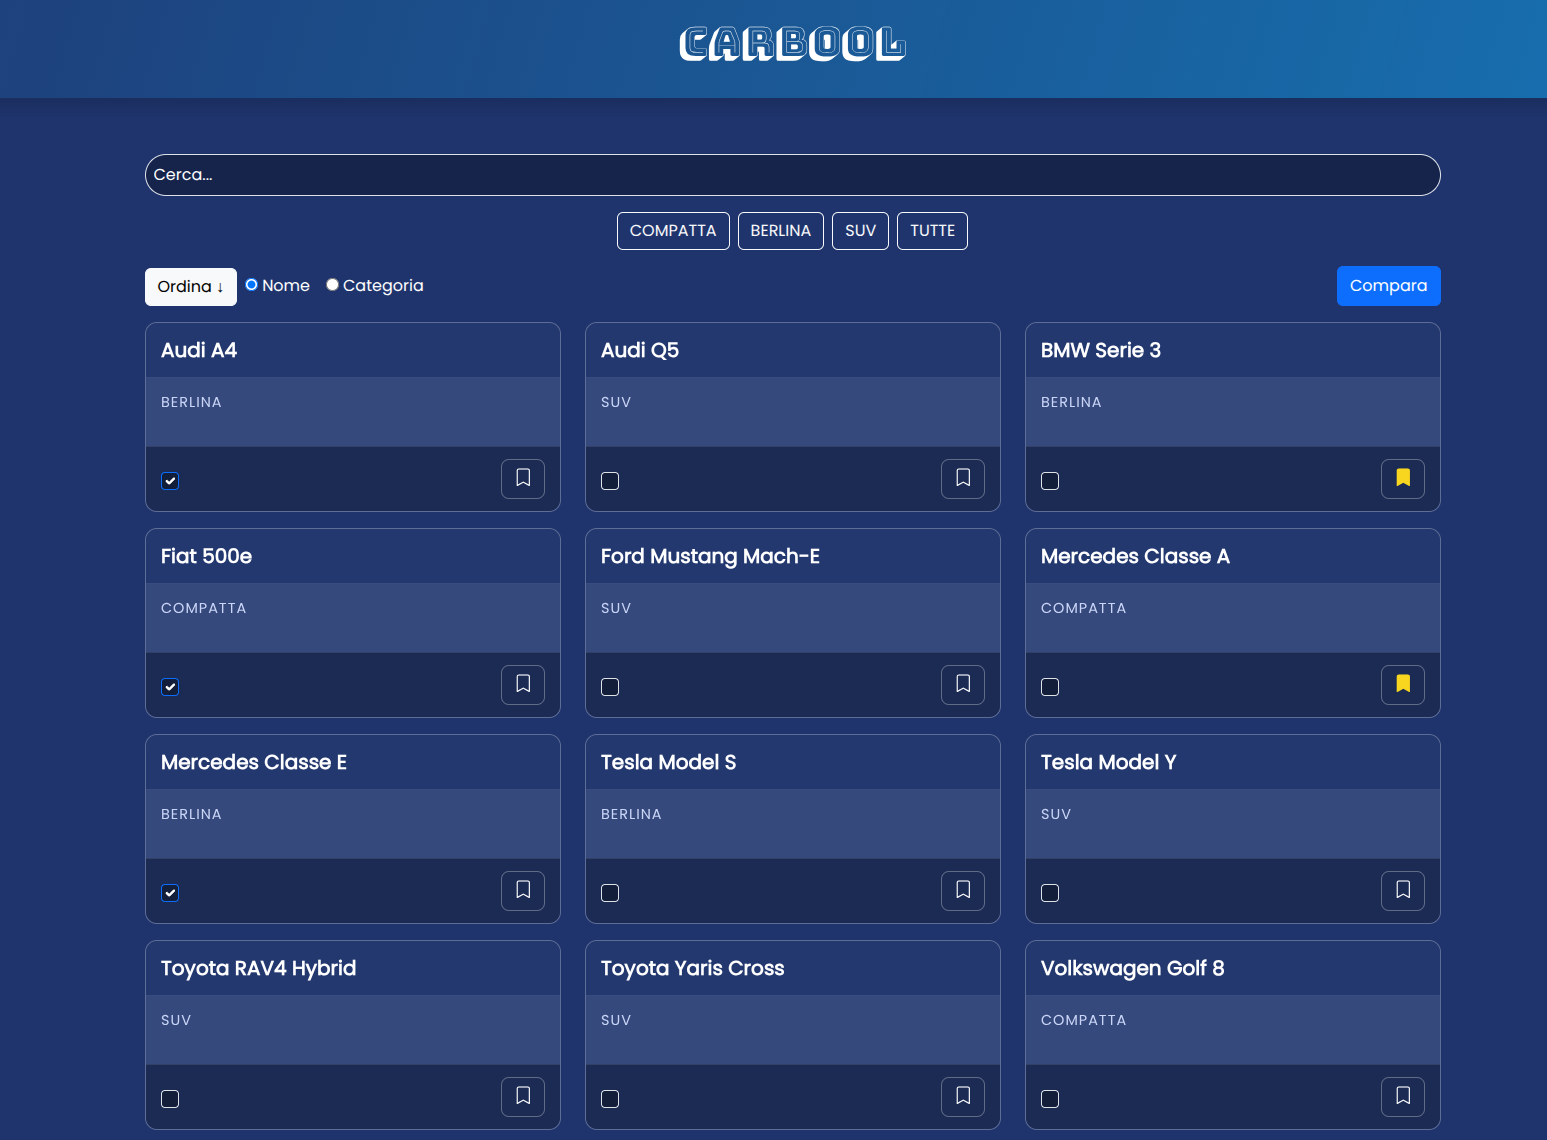 CARBOOL
Cerca...
COMPATTA BERLINA SUV TUTTE
Ordina ↓ Nome Categoria Compara
Audi A4 Audi Q5 BMW Serie 3
BERLINA SUV BERLINA
Fiat 500e Ford Mustang Mach-E Mercedes Classe A
COMPATTA SUV COMPATTA
Mercedes Classe E Tesla Model S Tesla Model Y
BERLINA BERLINA SUV
Toyota RAV4 Hybrid Toyota Yaris Cross Volkswagen Golf 8
SUV SUV COMPATTA